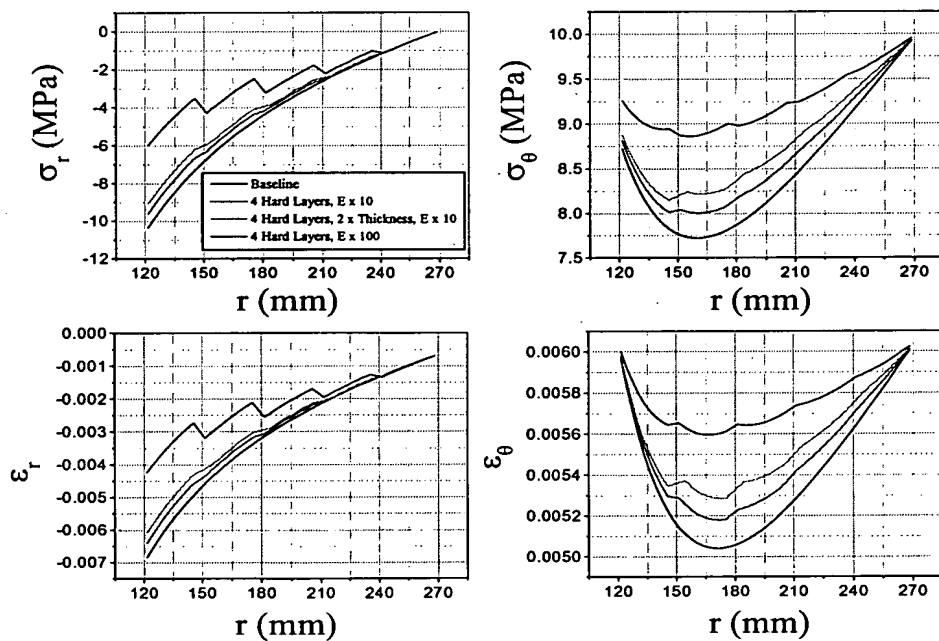 0
-2
-4
-6
-8
-10
-12
σr (MPa)
Baseline
4 Hard Layers, E x 10
4 Hard Layers, 2 x Thickness, E x 10
4 Hard Layers, E x 100
120 150 180 210 240 270
r (mm)
10.0
9.5
9.0
8.5
8.0
7.5
σθ (MPa)
120 150 180 210 240 270
r (mm)
0.000
-0.001
-0.002
-0.003
-0.004
-0.005
-0.006
-0.007
εr
120 150 180 210 240 270
r (mm)
0.0060
0.0058
0.0056
0.0054
0.0052
0.0050
εθ
120 150 180 210 240 270
r (mm)